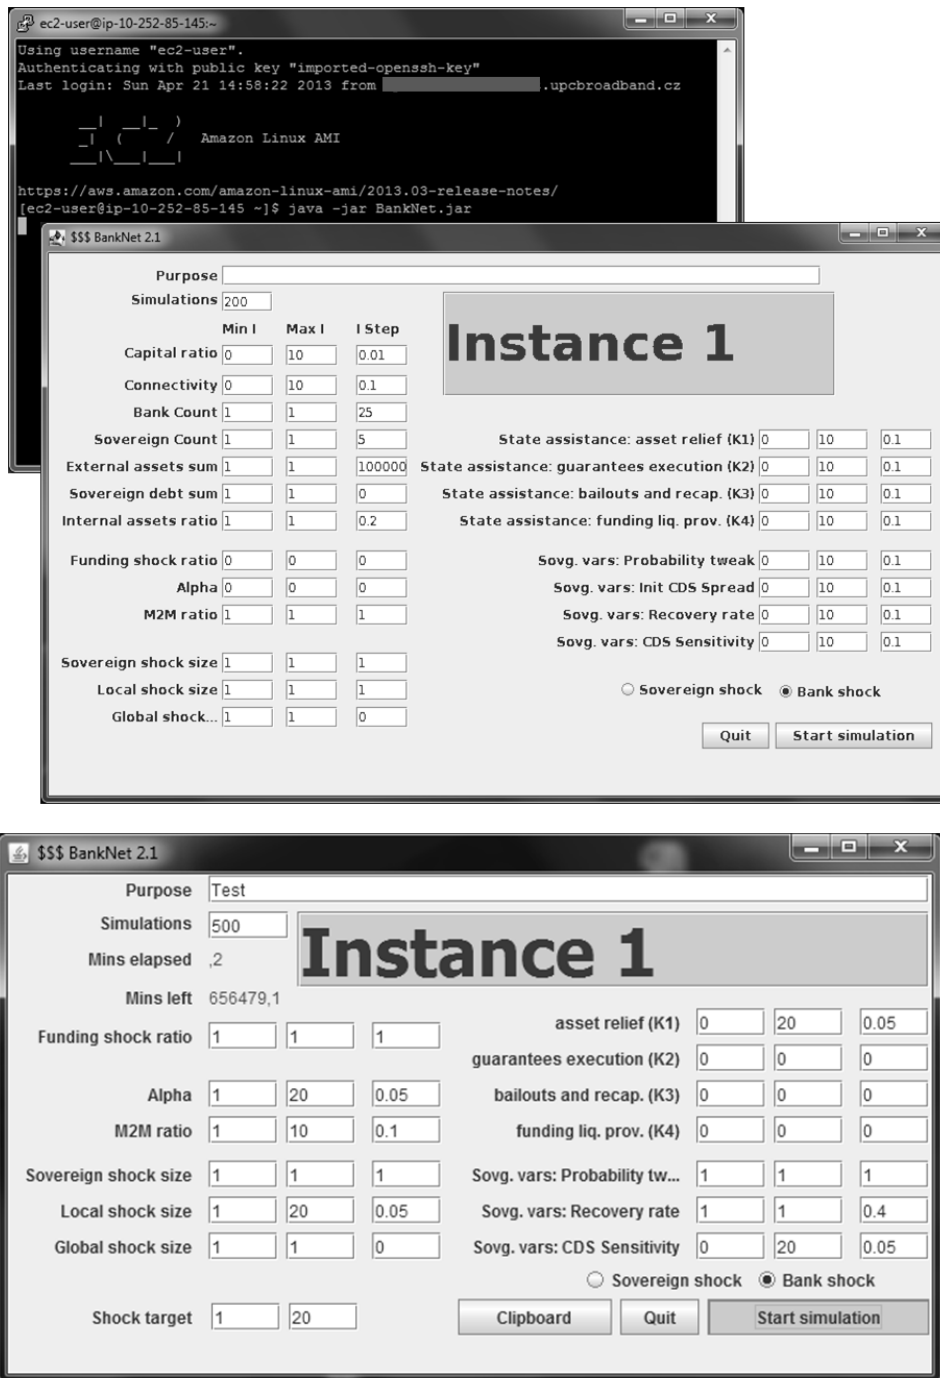 ec2-user@ip-10-252-85-145:~
Using username "ec2-user".
Authenticating with public key "imported-openssh-key"
Last login: Sun Apr 21 14:58:22 2013 from .upcbroadband.cz
Amazon Linux AMI
https://aws.amazon.com/amazon-linux-ami/2013.03-release-notes/
[ec2-user@ip-10-252-85-145 ~]$ java -jar BankNet.jar
$$$ BankNet 2.1
Purpose
Simulations 200
Instance 1
Min I Max I I Step
Capital ratio 0 10 0.01
Connectivity 0 10 0.1
Bank Count 1 1 25
Sovereign Count 1 1 5 State assistance: asset relief (K1) 0 10 0.1
External assets sum 1 1 100000 State assistance: guarantees execution (K2) 0 10 0.1
Sovereign debt sum 1 1 0 State assistance: bailouts and recap. (K3) 0 10 0.1
Internal assets ratio 1 1 0.2 State assistance: funding liq. prov. (K4) 0 10 0.1
Funding shock ratio 0 0 0 Sovg. vars: Probability tweak 0 10 0.1
Alpha 0 0 0 Sovg. vars: Init CDS Spread 0 10 0.1
M2M ratio 1 1 1 Sovg. vars: Recovery rate 0 10 0.1
Sovg. vars: CDS Sensitivity 0 10 0.1
Sovereign shock size 1 1 1
Local shock size 1 1 1 Sovereign shock Bank shock
Global shock... 1 1 0
Quit Start simulation
$$$ BankNet 2.1
Purpose Test
Simulations 500
Instance 1
Mins elapsed ,2
Mins left 656479,1
Funding shock ratio 1 1 1 asset relief (K1) 0 20 0.05
guarantees execution (K2) 0 0 0
Alpha 1 20 0.05 bailouts and recap. (K3) 0 0 0
M2M ratio 1 10 0.1 funding liq. prov. (K4) 0 0 0
Sovereign shock size 1 1 1 Sovg. vars: Probability tw... 1 1 1
Local shock size 1 20 0.05 Sovg. vars: Recovery rate 1 1 0.4
Global shock size 1 1 0 Sovg. vars: CDS Sensitivity 0 20 0.05
Sovereign shock Bank shock
Shock target 1 20 Clipboard Quit Start simulation